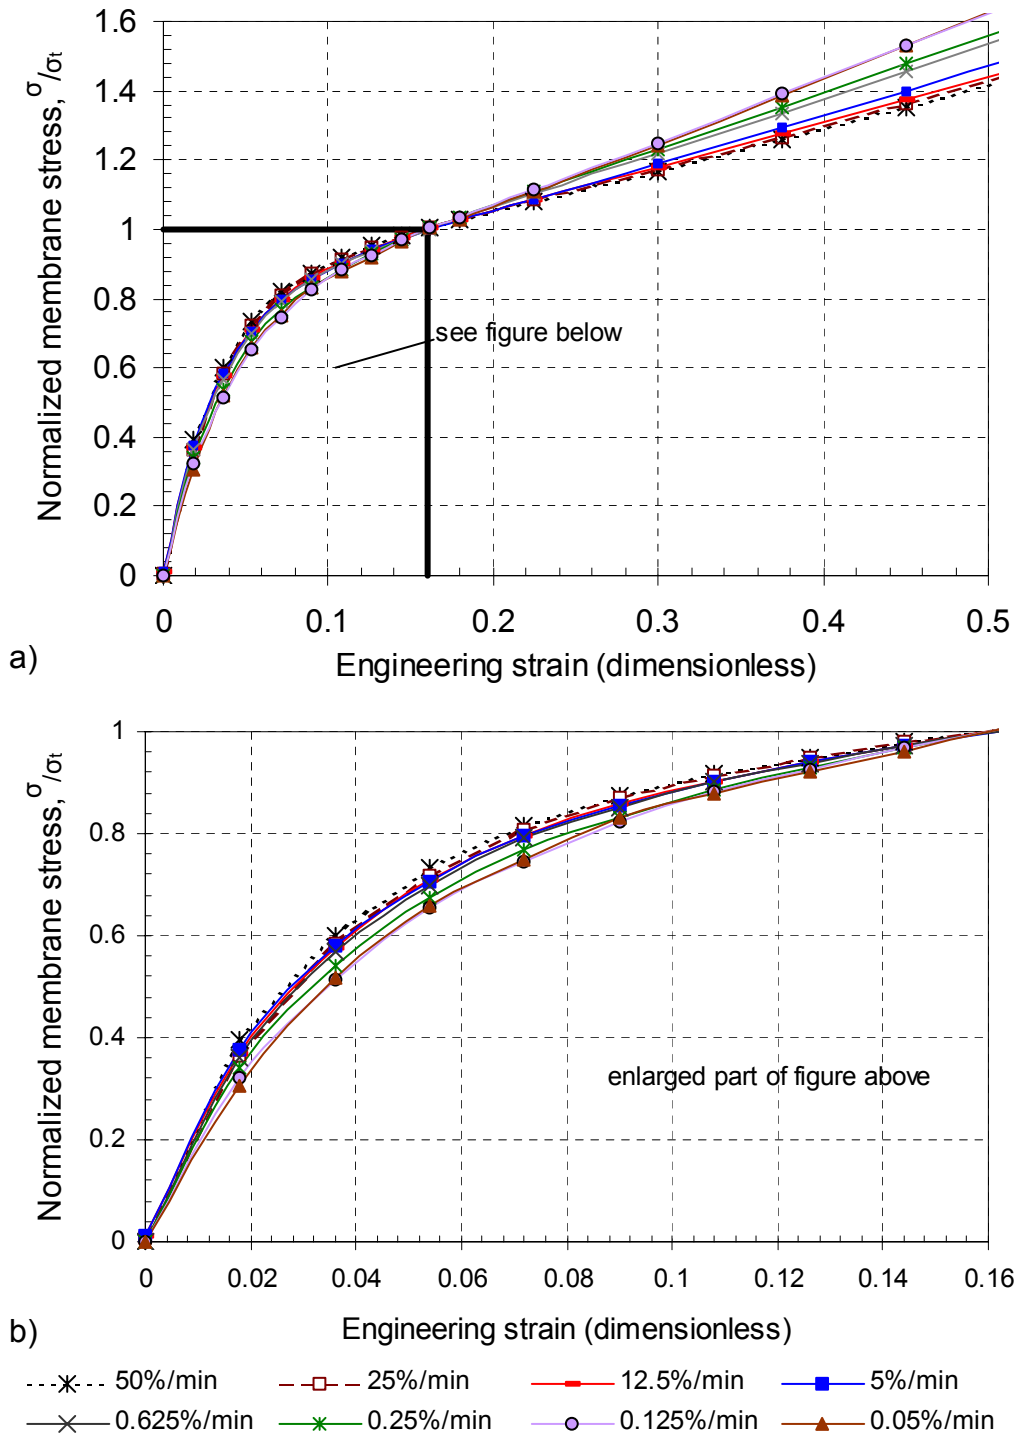 Normalized membrane stress, σ/σt
1.6
1.4
1.2
1
0.8
0.6
0.4
0.2
0
see figure below
0 0.1 0.2 0.3 0.4 0.5
a)
Engineering strain (dimensionless)
Normalized membrane stress, σ/σt
1
0.8
0.6
0.4
0.2
0
enlarged part of figure above
0 0.02 0.04 0.06 0.08 0.1 0.12 0.14 0.16
b)
Engineering strain (dimensionless)
50%/min 25%/min 12.5%/min 5%/min
0.625%/min 0.25%/min 0.125%/min 0.05%/min